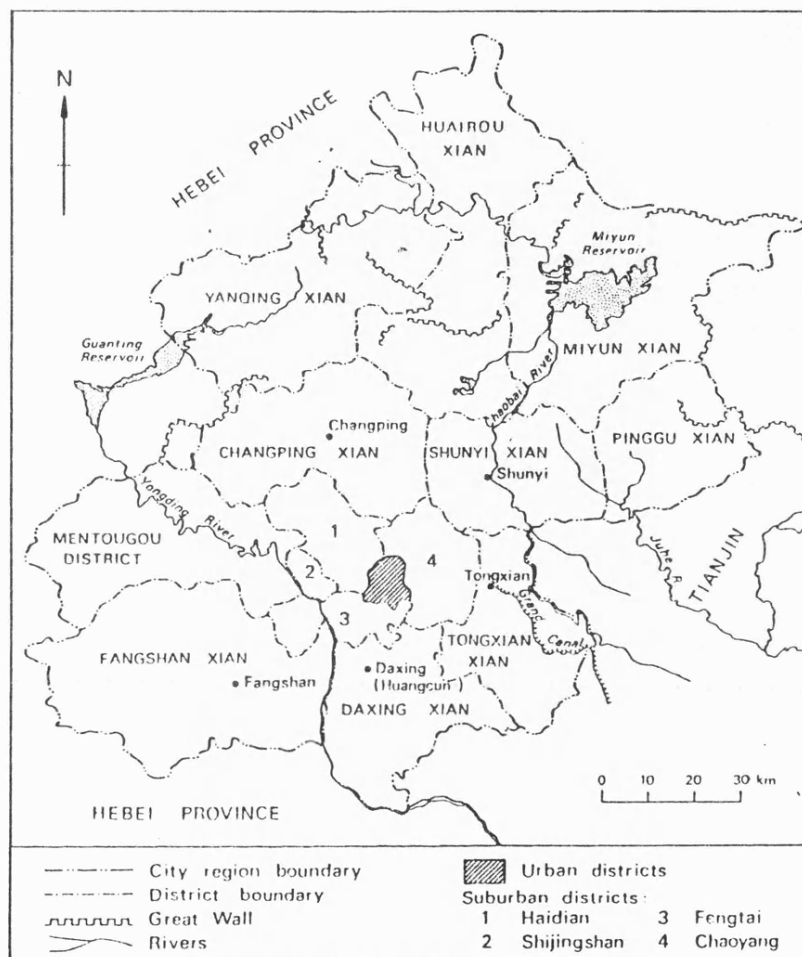 N
HEBEI PROVINCE
HUAIROU
XIAN
Miyun
Reservoir
YANQING XIAN
Guanting
Reservoir
MIYUN XIAN
Chaobai River
Changping
CHANGPING XIAN
SHUNYI XIAN
Shunyi
PINGGU XIAN
Yongding River
MENTOUGOU
DISTRICT
1
2
3
4
Juhe R.
TIANJIN
Tongxian
Grand Canal
TONGXIAN
XIAN
FANGSHAN XIAN
Fangshan
Daxing
(Huangcun)
DAXING XIAN
0 10 20 30 km
HEBEI PROVINCE
City region boundary
District boundary
Great Wall
Rivers
Urban districts
Suburban districts:
1 Haidian 3 Fengtai
2 Shijingshan 4 Chaoyang